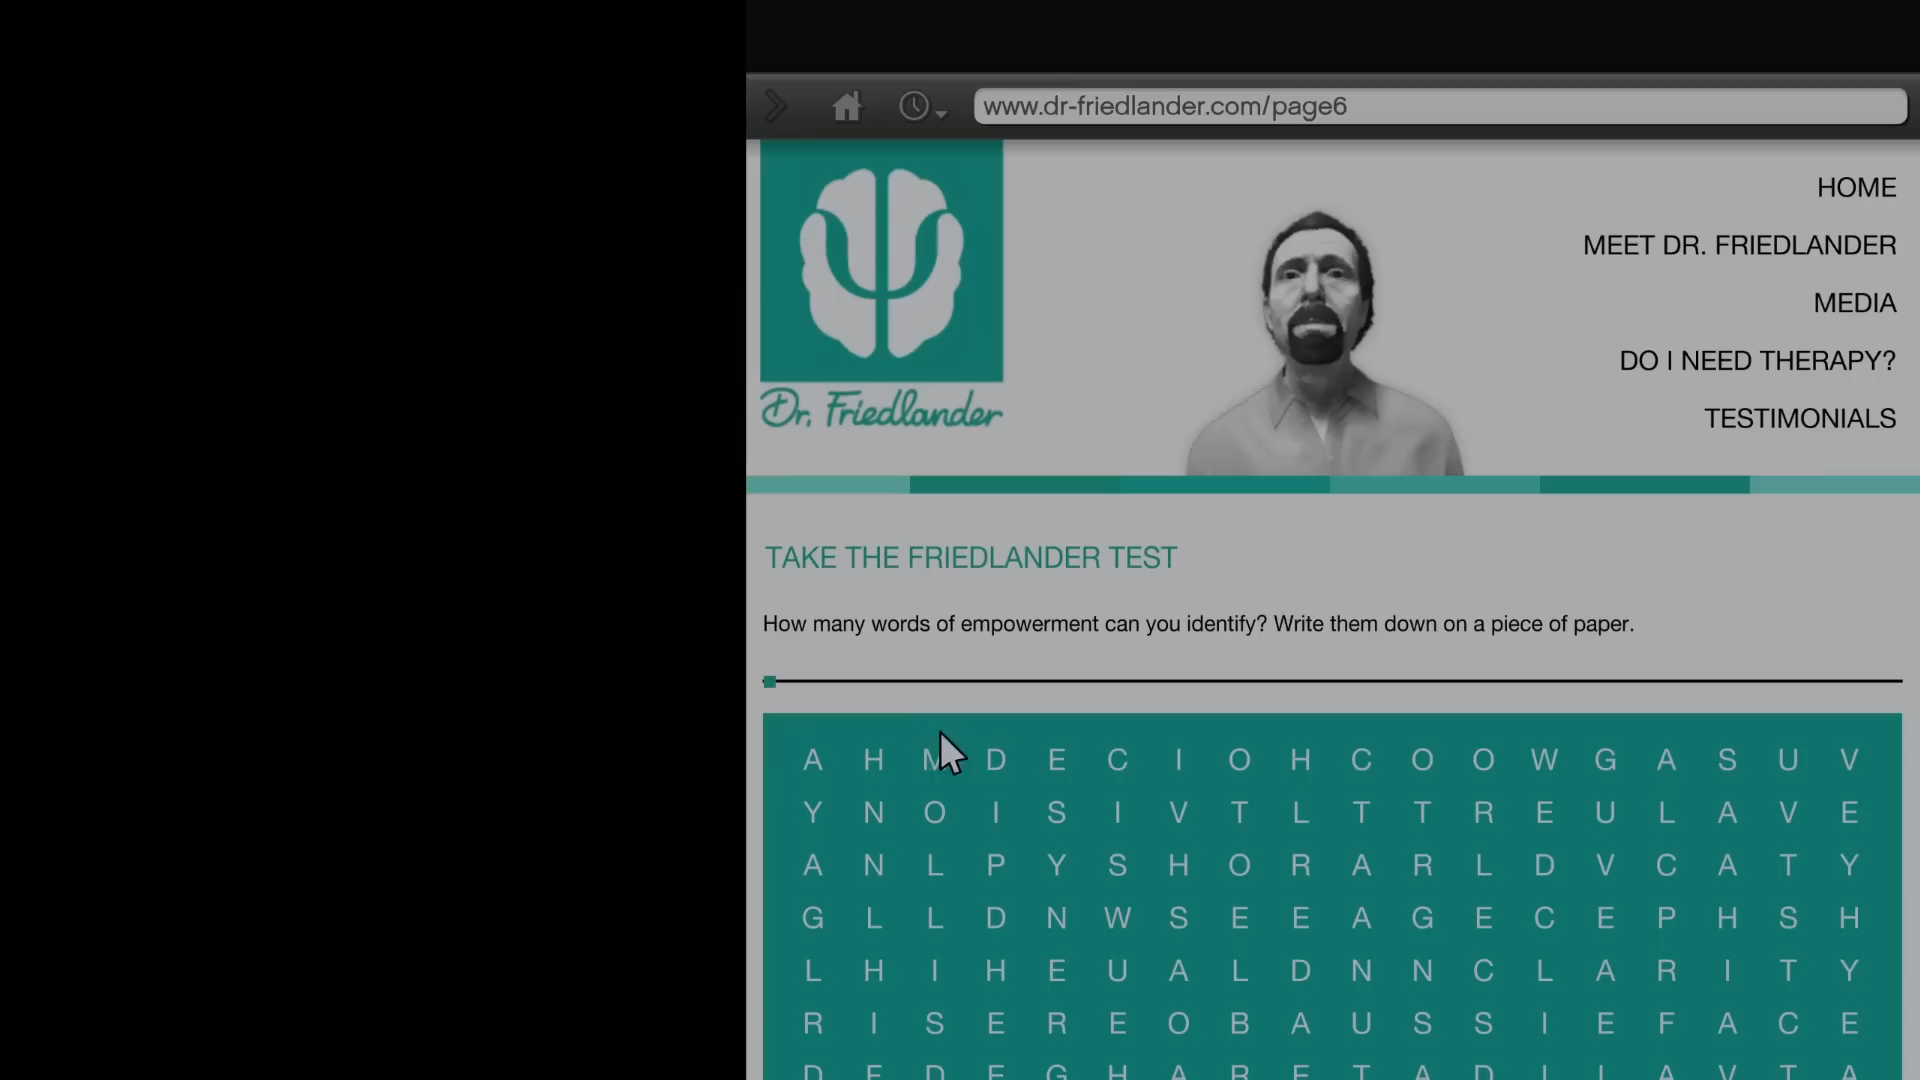 www.dr-friedlander.com/page6
HOME
MEET DR. FRIEDLANDER
MEDIA
DO I NEED THERAPY?
TESTIMONIALS
Dr. Friedlander
TAKE THE FRIEDLANDER TEST
How many words of empowerment can you identify? Write them down on a piece of paper.
A H M D E C I O H C O O W G A S U V
Y N O I S I V T L T T R E U L A V E
A N L P Y S H O R A R L D V C A T Y
G L L D N W S E E A G E C E P H S H
L H I H E U A L D N N C L A R I T Y
R I S E R E O B A U S S I E F A C E
D E D E G H A R E T A D I L A V T A